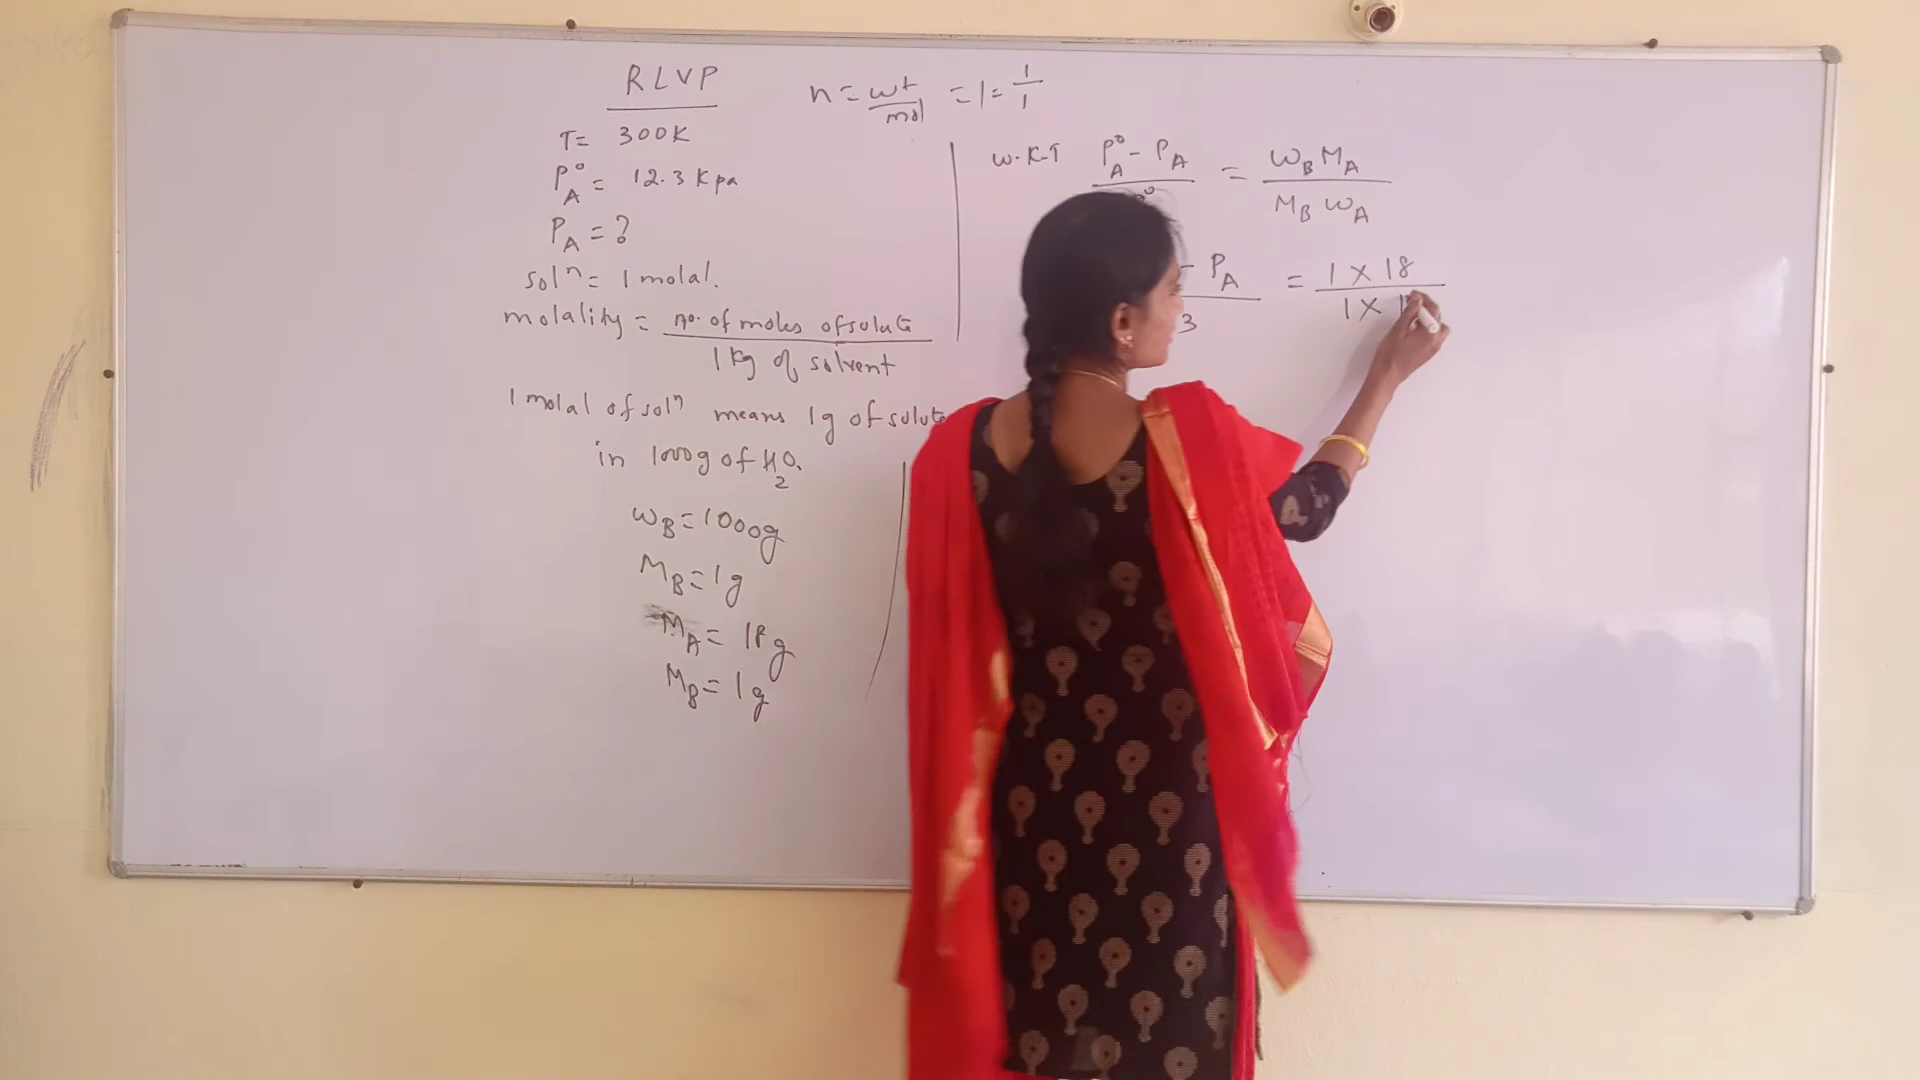 RLVP
n = wt/mol = 1 = 1/1
T = 300K
P°A = 12.3 Kpa
PA = ?
solⁿ = 1 molal.
molality = no. of moles of solute
1 kg of solvent
1 molal of solⁿ means 1g of solute
in 1000g of H2O.
WB = 1000g
MB = 1g
MA = 18g
MB = 1g
W.K.T P°A - PA = WB MA
MB WA
- PA = 1 x 18
3 1 x